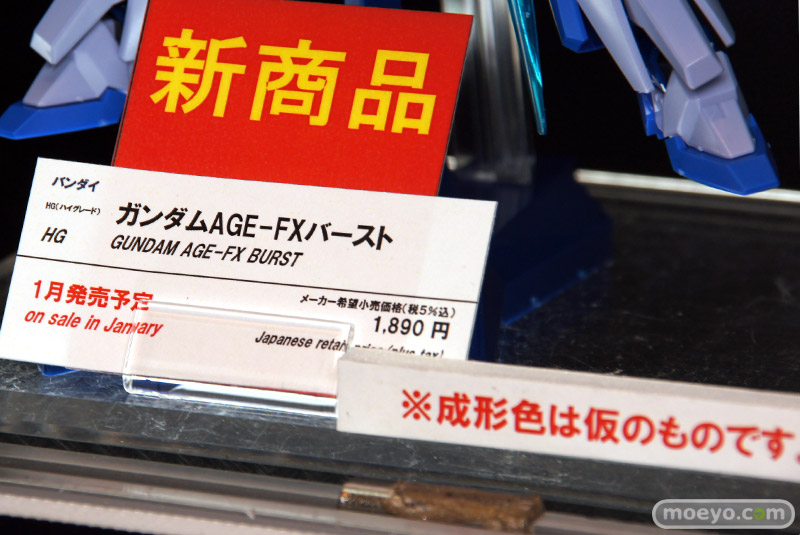 新商品
バンダイ
HG(ハイグレード)
HG
ガンダムAGE-FXバースト
GUNDAM AGE-FX BURST
1月発売予定
on sale in January
メーカー希望小売価格(税5%込)
1,890 円
Japanese retail price (plus tax)
※成形色は仮のものです。
moeyo.com